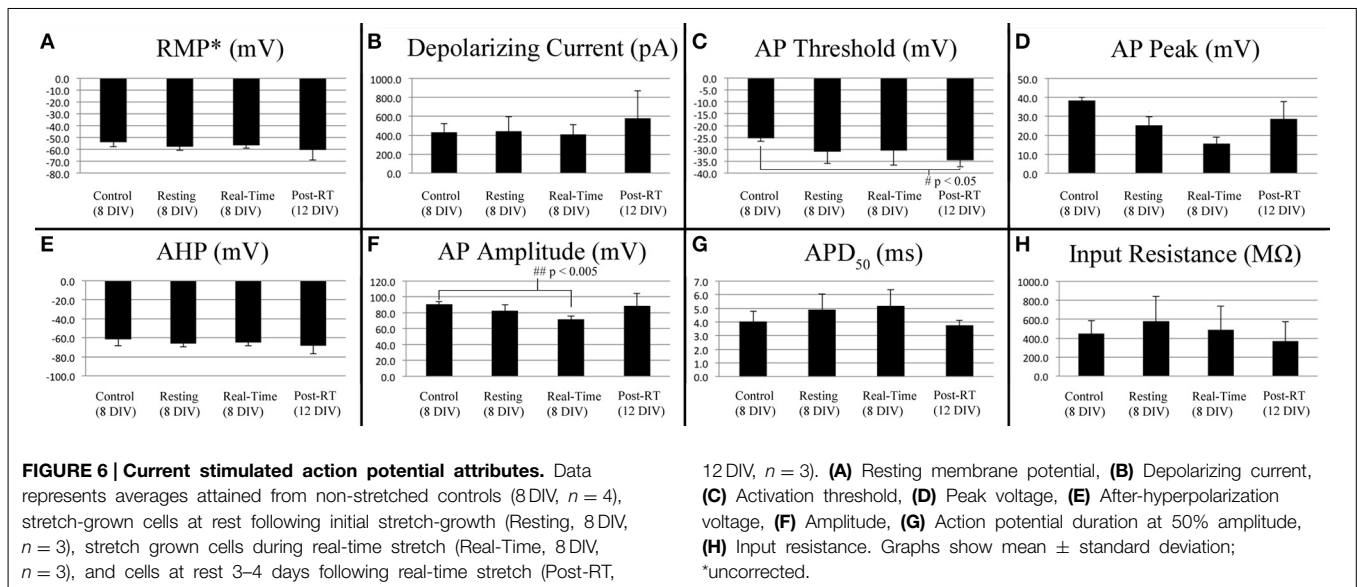 A
RMP* (mV)
0.0
-10.0
-20.0
-30.0
-40.0
-50.0
-60.0
-70.0
-80.0
Control Resting Real-Time Post-RT
(8 DIV) (8 DIV) (8 DIV) (12 DIV)
B
Depolarizing Current (pA)
1000.0
800.0
600.0
400.0
200.0
0.0
Control Resting Real-Time Post-RT
(8 DIV) (8 DIV) (8 DIV) (12 DIV)
C
AP Threshold (mV)
0.0
-5.0
-10.0
-15.0
-20.0
-25.0
-30.0
-35.0
-40.0
# p < 0.05
Control Resting Real-Time Post-RT
(8 DIV) (8 DIV) (8 DIV) (12 DIV)
D
AP Peak (mV)
50.0
40.0
30.0
20.0
10.0
0.0
Control Resting Real-Time Post-RT
(8 DIV) (8 DIV) (8 DIV) (12 DIV)
E
AHP (mV)
0.0
-20.0
-40.0
-60.0
-80.0
-100.0
Control Resting Real-Time Post-RT
(8 DIV) (8 DIV) (8 DIV) (12 DIV)
F
AP Amplitude (mV)
## p < 0.005
120.0
100.0
80.0
60.0
40.0
20.0
0.0
Control Resting Real-Time Post-RT
(8 DIV) (8 DIV) (8 DIV) (12 DIV)
G
APD50 (ms)
7.0
6.0
5.0
4.0
3.0
2.0
1.0
0.0
Control Resting Real-Time Post-RT
(8 DIV) (8 DIV) (8 DIV) (12 DIV)
H
Input Resistance (MΩ)
1000.0
800.0
600.0
400.0
200.0
0.0
Control Resting Real-Time Post-RT
(8 DIV) (8 DIV) (8 DIV) (12 DIV)
FIGURE 6 | Current stimulated action potential attributes. Data
represents averages attained from non-stretched controls (8 DIV, n = 4),
stretch-grown cells at rest following initial stretch-growth (Resting, 8 DIV,
n = 3), stretch grown cells during real-time stretch (Real-Time, 8 DIV,
n = 3), and cells at rest 3–4 days following real-time stretch (Post-RT,
12 DIV, n = 3). (A) Resting membrane potential, (B) Depolarizing current,
(C) Activation threshold, (D) Peak voltage, (E) After-hyperpolarization
voltage, (F) Amplitude, (G) Action potential duration at 50% amplitude,
(H) Input resistance. Graphs show mean ± standard deviation;
*uncorrected.